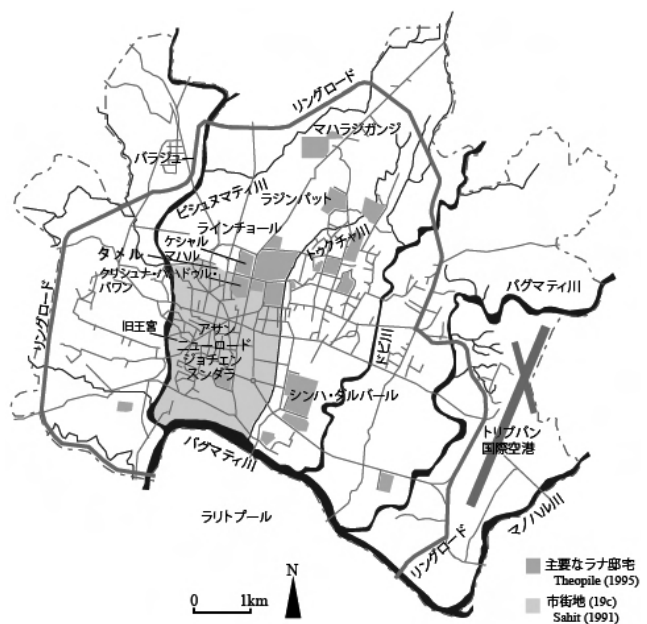 リングロード
マハラジガンジ
バラジュー
ビシュヌマティ川
ラジンパット
ラインチョール
ケシャル
マハル
トゥクチャ川
タメル
クリシュナ・バハドゥル・
パワン
バグマティ川
リングロード
旧王宮
アサン
ニューロード
ジョチェン
スンダラ
ドビ川
シンハ・ダルバール
トリブバン
国際空港
バグマティ川
ラリトプール
リングロード
マノハル川
N
0 1km
主要なラナ邸宅
Theopile (1995)
市街地 (19c)
Sahit (1991)